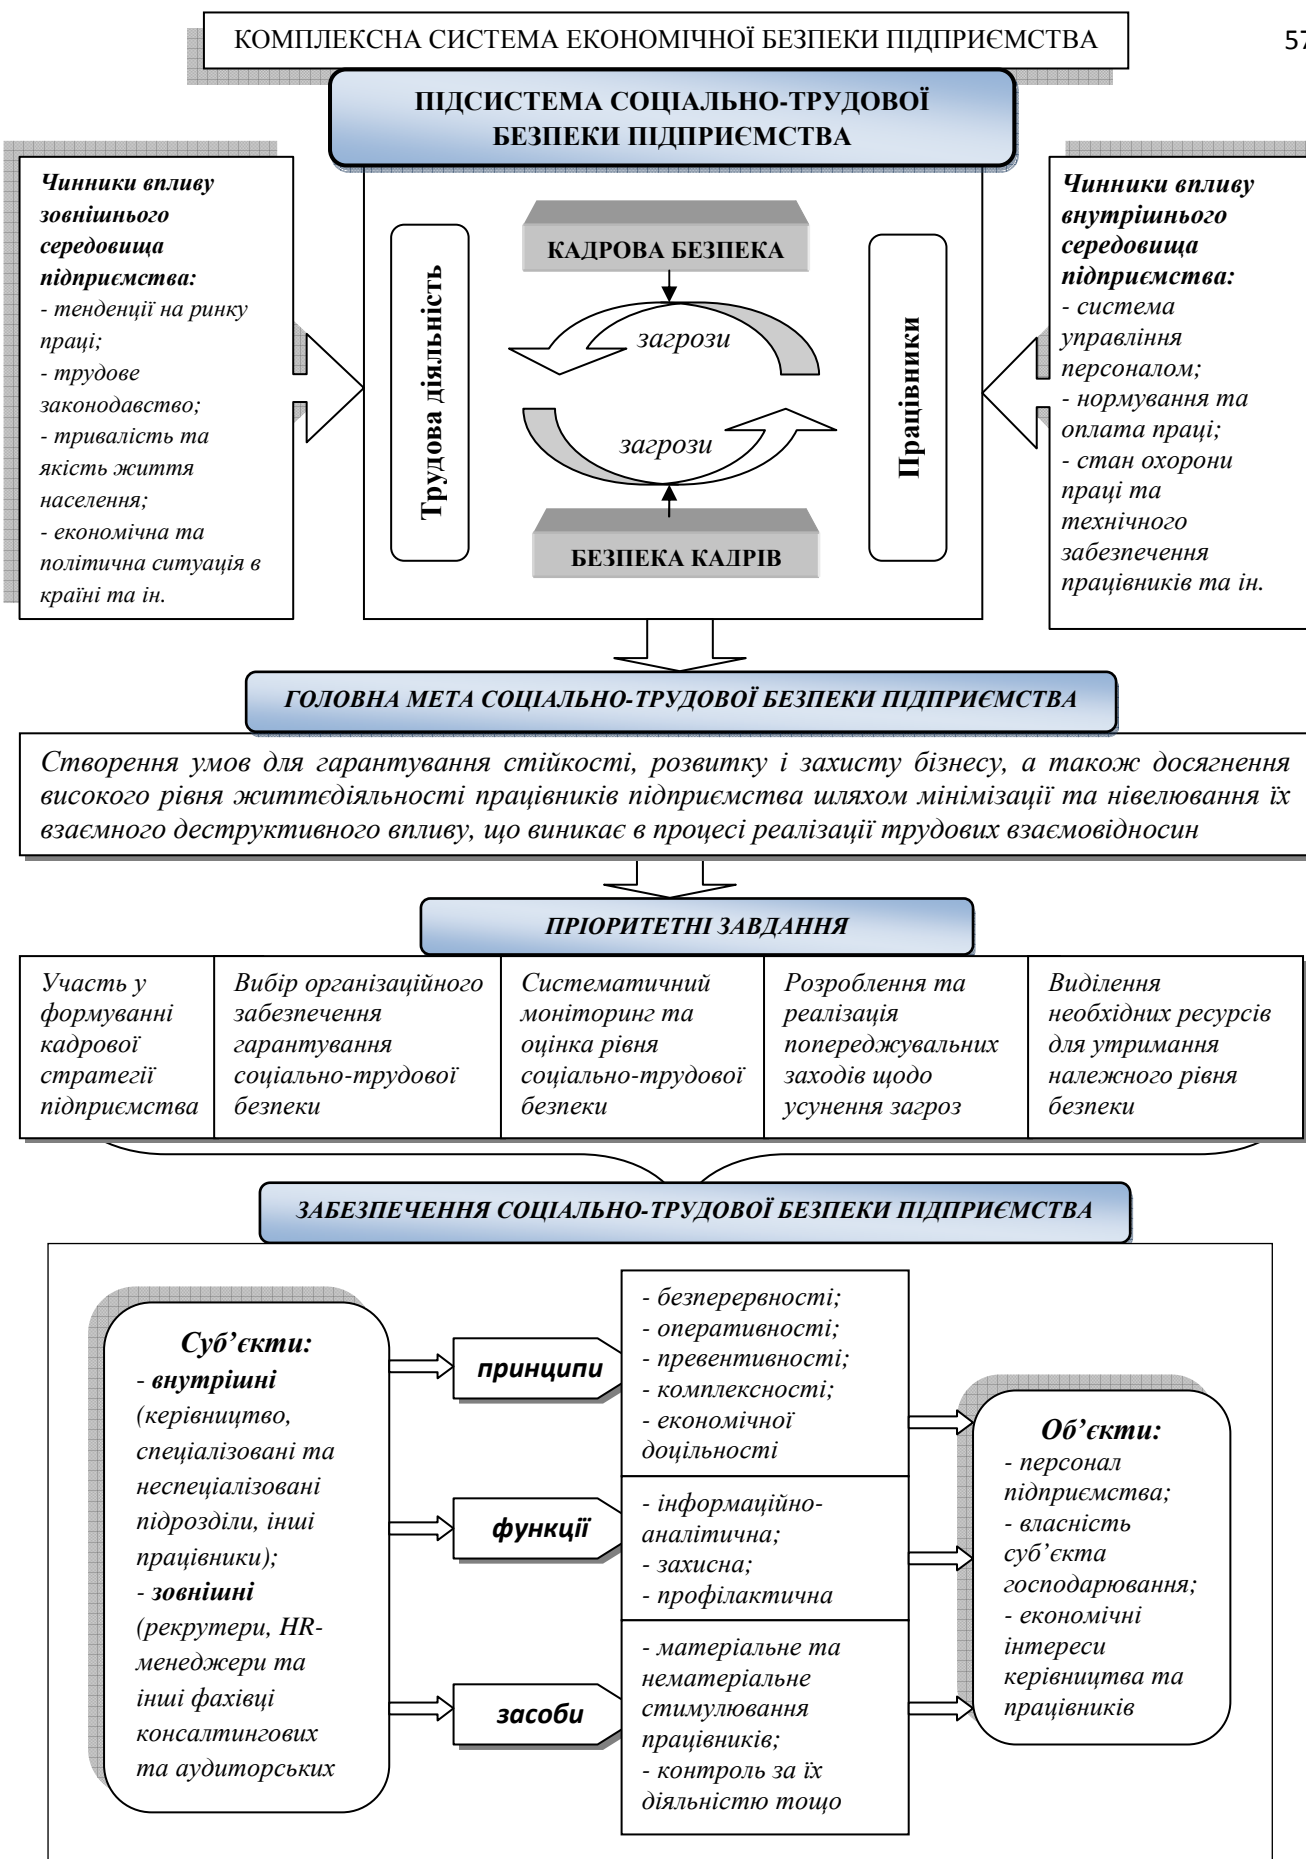 КОМПЛЕКСНА СИСТЕМА ЕКОНОМІЧНОЇ БЕЗПЕКИ ПІДПРИЄМСТВА
57
ПІДСИСТЕМА СОЦІАЛЬНО-ТРУДОВОЇ
БЕЗПЕКИ ПІДПРИЄМСТВА
Чинники впливу
зовнішнього
середовища
підприємства:
- тенденції на ринку
праці;
- трудове
законодавство;
- тривалість та
якість життя
населення;
- економічна та
політична ситуація в
країні та ін.
Трудова діяльність
КАДРОВА БЕЗПЕКА
загрози
загрози
БЕЗПЕКА КАДРІВ
Працівники
Чинники впливу
внутрішнього
середовища
підприємства:
- система
управління
персоналом;
- нормування та
оплата праці;
- стан охорони
праці та
технічного
забезпечення
працівників та ін.
ГОЛОВНА МЕТА СОЦІАЛЬНО-ТРУДОВОЇ БЕЗПЕКИ ПІДПРИЄМСТВА
Створення умов для гарантування стійкості, розвитку і захисту бізнесу, а також досягнення
високого рівня життєдіяльності працівників підприємства шляхом мінімізації та нівелювання їх
взаємного деструктивного впливу, що виникає в процесі реалізації трудових взаємовідносин
ПРІОРИТЕТНІ ЗАВДАННЯ
Участь у
формуванні
кадрової
стратегії
підприємства
Вибір організаційного
забезпечення
гарантування
соціально-трудової
безпеки
Систематичний
моніторинг та
оцінка рівня
соціально-трудової
безпеки
Розроблення та
реалізація
попереджувальних
заходів щодо
усунення загроз
Виділення
необхідних ресурсів
для утримання
належного рівня
безпеки
ЗАБЕЗПЕЧЕННЯ СОЦІАЛЬНО-ТРУДОВОЇ БЕЗПЕКИ ПІДПРИЄМСТВА
Суб’єкти:
- внутрішні
(керівництво,
спеціалізовані та
неспеціалізовані
підрозділи, інші
працівники);
- зовнішні
(рекрутери, HR-
менеджери та
інші фахівці
консалтингових
та аудиторських
принципи
- безперервності;
- оперативності;
- превентивності;
- комплексності;
- економічної
доцільності
функції
- інформаційно-
аналітична;
- захисна;
- профілактична
засоби
- матеріальне та
нематеріальне
стимулювання
працівників;
- контроль за їх
діяльністю тощо
Об’єкти:
- персонал
підприємства;
- власність
суб’єкта
господарювання;
- економічні
інтереси
керівництва та
працівників